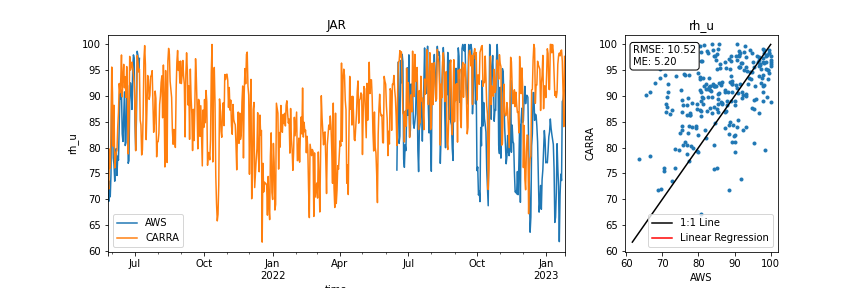 JAR
rh_u
100
95
90
85
80
75
70
65
60
rh_u
AWS
CARRA
Jul
Oct
Jan
2022
Apr
Jul
Oct
Jan
2023
time
rh_u
RMSE: 10.52
ME: 5.20
100
95
90
85
80
75
70
65
60
CARRA
1:1 Line
Linear Regression
60
70
80
90
100
AWS